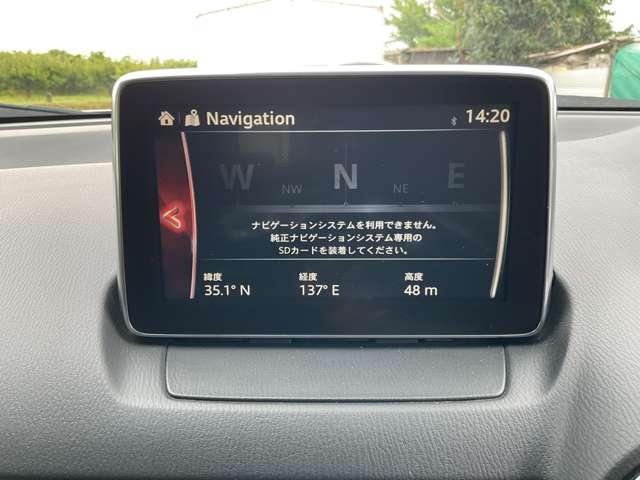 Navigation 14:20
W NW N NE E
ナビゲーションシステムを利用できません。
純正ナビゲーションシステム専用の
SDカードを装着してください。
緯度 経度 高度
35.1° N 137° E 48 m